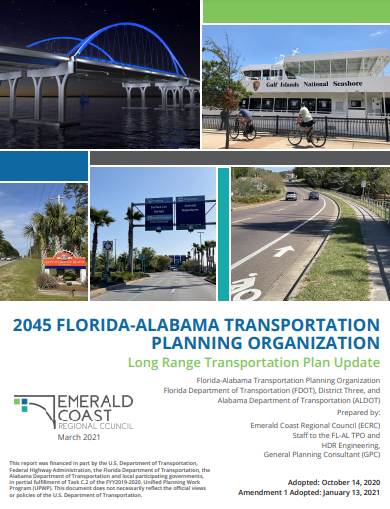 Gulf Islands National Seashore
2045 FLORIDA-ALABAMA TRANSPORTATION
PLANNING ORGANIZATION
Long Range Transportation Plan Update
Florida-Alabama Transportation Planning Organization
Florida Department of Transportation (FDOT), District Three, and
Alabama Department of Transportation (ALDOT)
Prepared by:
Emerald Coast Regional Council (ECRC)
Staff to the FL-AL TPO and
HDR Engineering,
General Planning Consultant (GPC)
EMERALD
COAST
REGIONAL COUNCIL
March 2021
This report was financed in part by the U.S. Department of Transportation,
Federal Highway Administration, the Florida Department of Transportation, the
Alabama Department of Transportation and local participating governments,
in partial fulfillment of Task C.2 of the FY2019-2020. Unified Planning Work
Program (UPWP). This document does not necessarily reflect the official views
or policies of the U.S. Department of Transportation.
Adopted: October 14, 2020
Amendment 1 Adopted: January 13, 2021